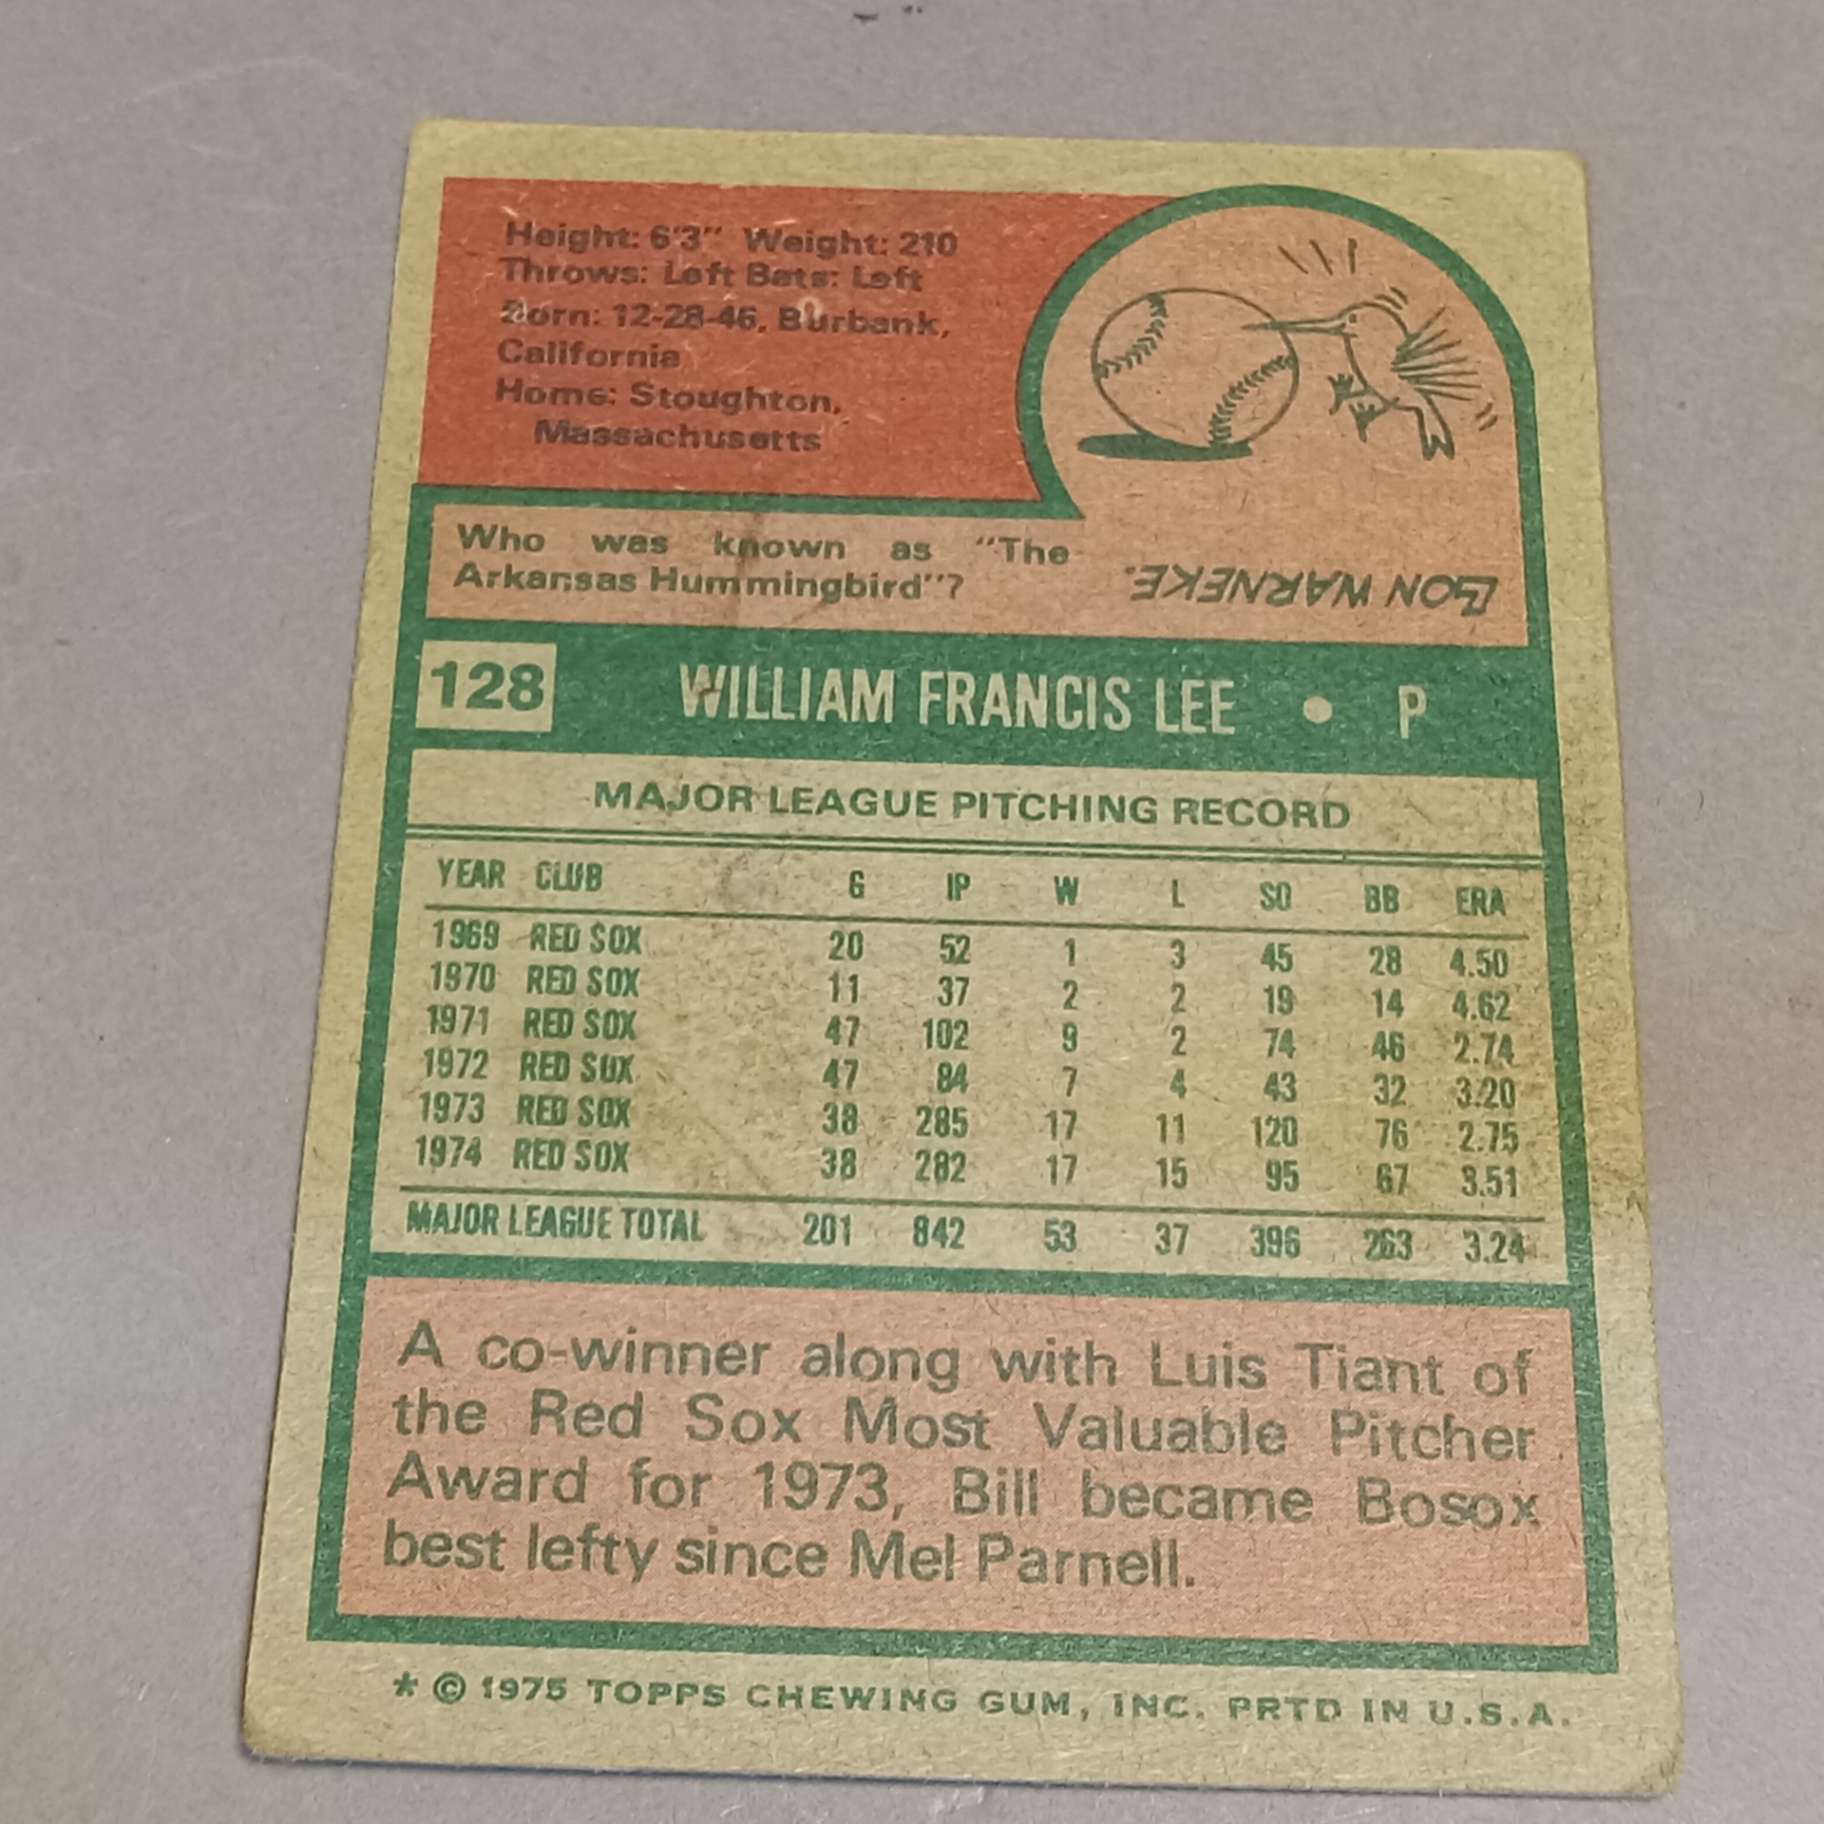 Height: 6'3" Weight: 210
Throws: Left Bats: Left
Born: 12-28-46, Burbank,
California
Home: Stoughton,
Massachusetts
Who was known as "The
Arkansas Hummingbird"?
LON WARNEKE.
128 WILLIAM FRANCIS LEE • P
MAJOR LEAGUE PITCHING RECORD
YEAR CLUB G IP W L SO BB ERA
1969 RED SOX 20 52 1 3 45 28 4.50
1970 RED SOX 11 37 2 2 19 14 4.62
1971 RED SOX 47 102 9 2 74 46 2.74
1972 RED SOX 47 84 7 4 43 32 3.20
1973 RED SOX 38 285 17 11 120 76 2.75
1974 RED SOX 38 282 17 15 95 67 3.51
MAJOR LEAGUE TOTAL 201 842 53 37 396 263 3.24
A co-winner along with Luis Tiant of
the Red Sox Most Valuable Pitcher
Award for 1973, Bill became Bosox
best lefty since Mel Parnell.
* © 1975 TOPPS CHEWING GUM, INC. PRTD IN U.S.A.